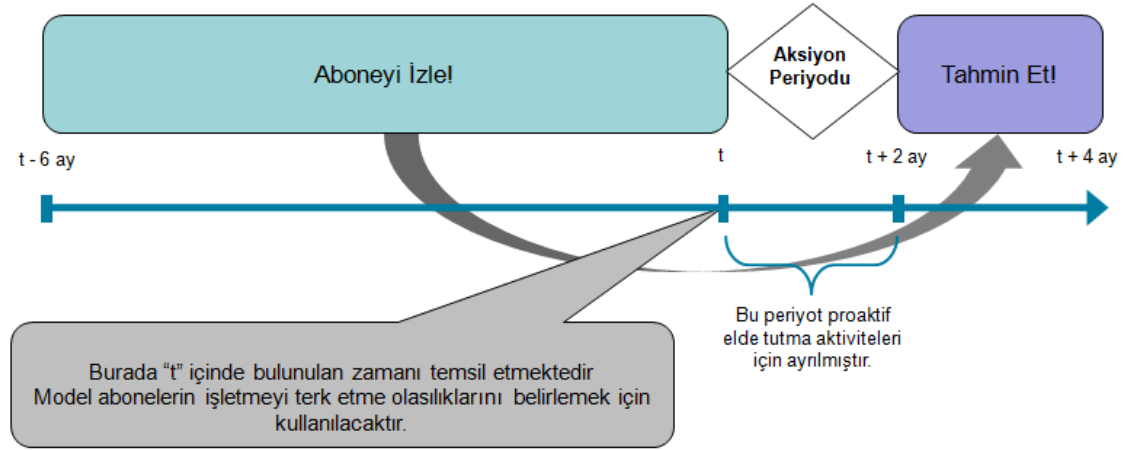 Aboneyi İzle!
Aksiyon
Periyodu
Tahmin Et!
t - 6 ay
t
t + 2 ay
t + 4 ay
Bu periyot proaktif
elde tutma aktiviteleri
için ayrılmıştır.
Burada “t” içinde bulunulan zamanı temsil etmektedir
Model abonelerin işletmeyi terk etme olasılıklarını belirlemek için
kullanılacaktır.